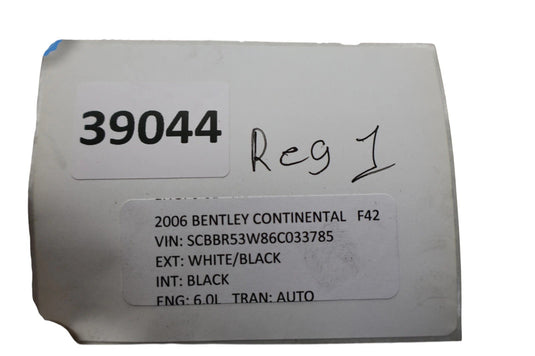 39044
Reg 1
2006 BENTLEY CONTINENTAL F42
VIN: SCBBR53W86C033785
EXT: WHITE/BLACK
INT: BLACK
ENG: 6.0L TRAN: AUTO